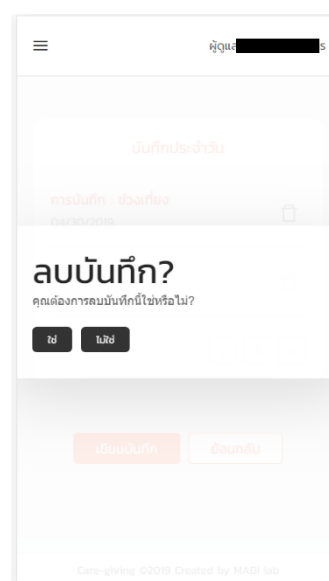 ผู้ดูแล
บันทึกประจำวัน
การบันทึก : ช่วงเที่ยง
04/30/2019
ลบบันทึก?
คุณต้องการลบบันทึกนี้ใช่หรือไม่?
ใช่ ไม่ใช่
เขียนบันทึก ย้อนกลับ
Care-giving ©2019 Created by MADI lab